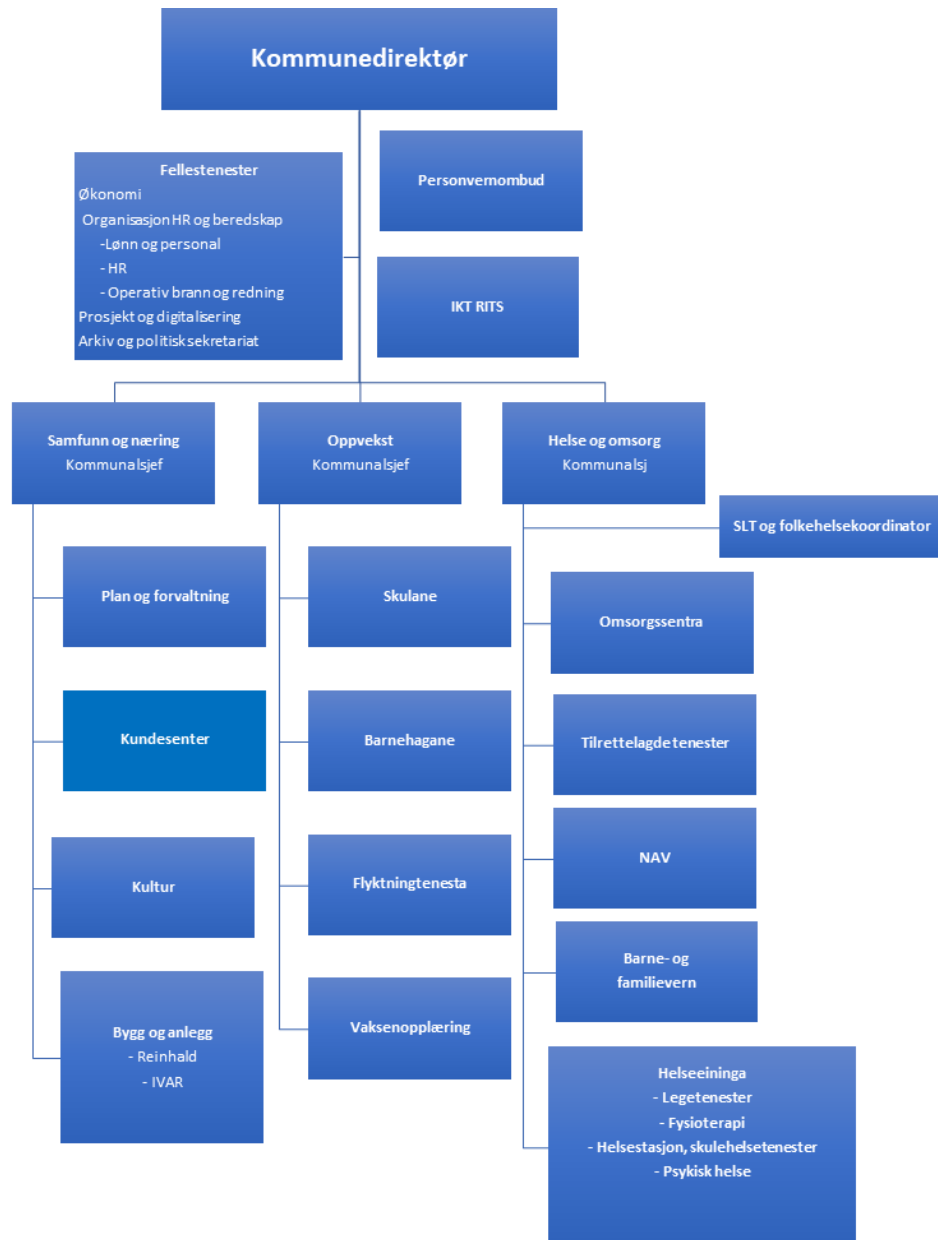 Kommunedirektør
Fellestenester
Økonomi
Organisasjon HR og beredskap
-Lønn og personal
- HR
- Operativ brann og redning
Prosjekt og digitalisering
Arkiv og politisk sekretariat
Personvernombud
IKT RITS
Samfunn og næring
Kommunalsjef
Oppvekst
Kommunalsjef
Helse og omsorg
Kommunalsj
SLT og folkehelsekoordinator
Plan og forvaltning
Kundesenter
Kultur
Bygg og anlegg
- Reinhald
- IVAR
Skulane
Barnehagane
Flyktningtenesta
Vaksenopplæring
Omsorgssentra
Tilrettelagde tenester
NAV
Barne- og
familievern
Helseeininga
- Legetenester
- Fysioterapi
- Helsestasjon, skulehelsetenester
- Psykisk helse